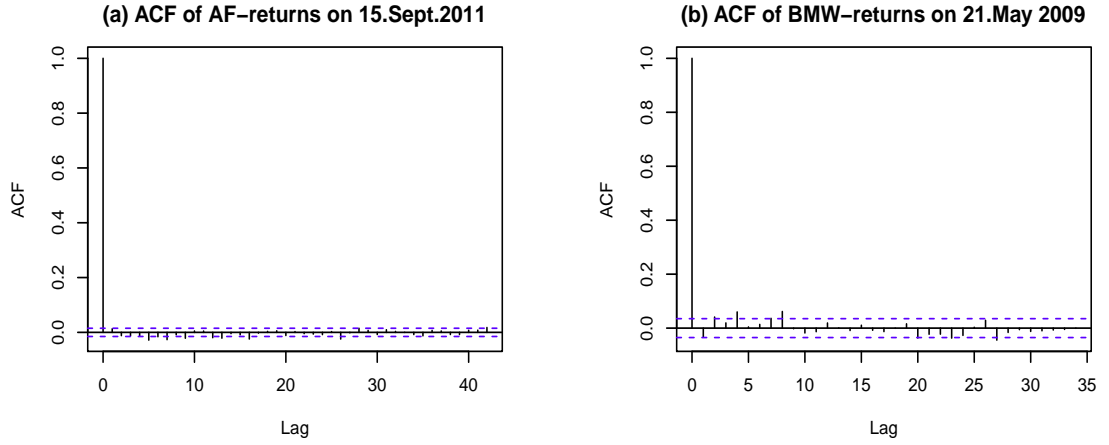 (a) ACF of AF−returns on 15.Sept.2011
ACF
1.0
0.8
0.6
0.4
0.2
0.0
0 10 20 30 40
Lag
(b) ACF of BMW−returns on 21.May 2009
ACF
1.0
0.8
0.6
0.4
0.2
0.0
0 5 10 15 20 25 30 35
Lag